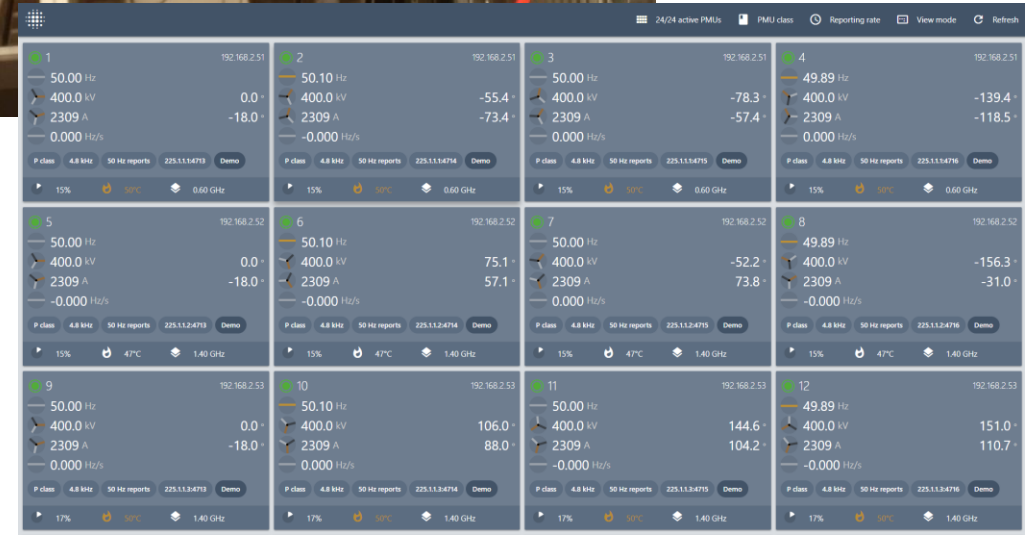 24/24 active PMUs PMU class Reporting rate View mode Refresh
1 192.168.2.51
50.00 Hz
400.0 kV 0.0 °
2309 A -18.0 °
0.000 Hz/s
P class 4.8 kHz 50 Hz reports 225.1.1.1:4713 Demo
15% 50°C 0.60 GHz
2 192.168.2.51
50.10 Hz
400.0 kV -55.4 °
2309 A -73.4 °
-0.000 Hz/s
P class 4.8 kHz 50 Hz reports 225.1.1.1:4714 Demo
15% 50°C 0.60 GHz
3 192.168.2.51
50.00 Hz
400.0 kV -78.3 °
2309 A -57.4 °
0.000 Hz/s
P class 4.8 kHz 50 Hz reports 225.1.1.1:4715 Demo
15% 50°C 0.60 GHz
4 192.168.2.51
49.89 Hz
400.0 kV -139.4 °
2309 A -118.5 °
0.000 Hz/s
P class 4.8 kHz 50 Hz reports 225.1.1.1:4716 Demo
15% 50°C 0.60 GHz
5 192.168.2.52
50.00 Hz
400.0 kV 0.0 °
2309 A -18.0 °
-0.000 Hz/s
P class 4.8 kHz 50 Hz reports 225.1.1.2:4713 Demo
15% 47°C 1.40 GHz
6 192.168.2.52
50.10 Hz
400.0 kV 75.1 °
2309 A 57.1 °
-0.000 Hz/s
P class 4.8 kHz 50 Hz reports 225.1.1.2:4714 Demo
15% 47°C 1.40 GHz
7 192.168.2.52
50.00 Hz
400.0 kV -52.2 °
2309 A 73.8 °
0.000 Hz/s
P class 4.8 kHz 50 Hz reports 225.1.1.2:4715 Demo
15% 47°C 1.40 GHz
8 192.168.2.52
49.89 Hz
400.0 kV -156.3 °
2309 A -31.0 °
-0.000 Hz/s
P class 4.8 kHz 50 Hz reports 225.1.1.2:4716 Demo
15% 47°C 1.40 GHz
9 192.168.2.53
50.00 Hz
400.0 kV 0.0 °
2309 A -18.0 °
0.000 Hz/s
P class 4.8 kHz 50 Hz reports 225.1.1.3:4713 Demo
17% 50°C 1.40 GHz
10 192.168.2.53
50.10 Hz
400.0 kV 106.0 °
2309 A 88.0 °
0.000 Hz/s
P class 4.8 kHz 50 Hz reports 225.1.1.3:4714 Demo
17% 50°C 1.40 GHz
11 192.168.2.53
50.00 Hz
400.0 kV 144.6 °
2309 A 104.2 °
-0.000 Hz/s
P class 4.8 kHz 50 Hz reports 225.1.1.3:4715 Demo
17% 50°C 1.40 GHz
12 192.168.2.53
49.89 Hz
400.0 kV 151.0 °
2309 A 110.7 °
-0.000 Hz/s
P class 4.8 kHz 50 Hz reports 225.1.1.3:4716 Demo
17% 50°C 1.40 GHz